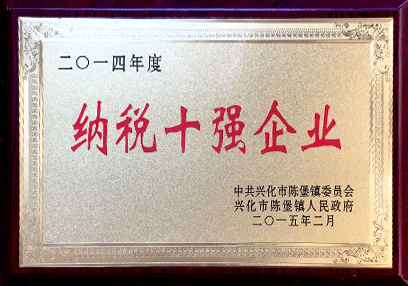 二〇一四年度
纳税十强企业
中共兴化市陈堡镇委员会
兴化市陈堡镇人民政府
二〇一五年二月